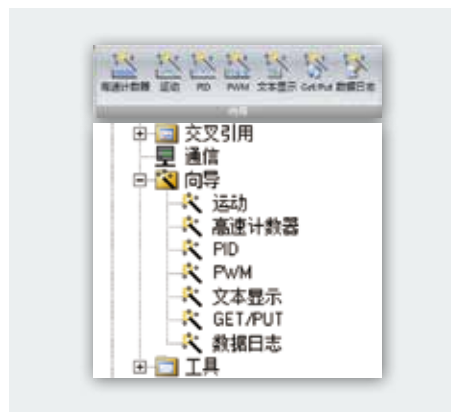 高速计数器 运动 PID PWM 文本显示 Get/Put 数据日志
向导
交叉引用
通信
向导
运动
高速计数器
PID
PWM
文本显示
GET/PUT
数据日志
工具